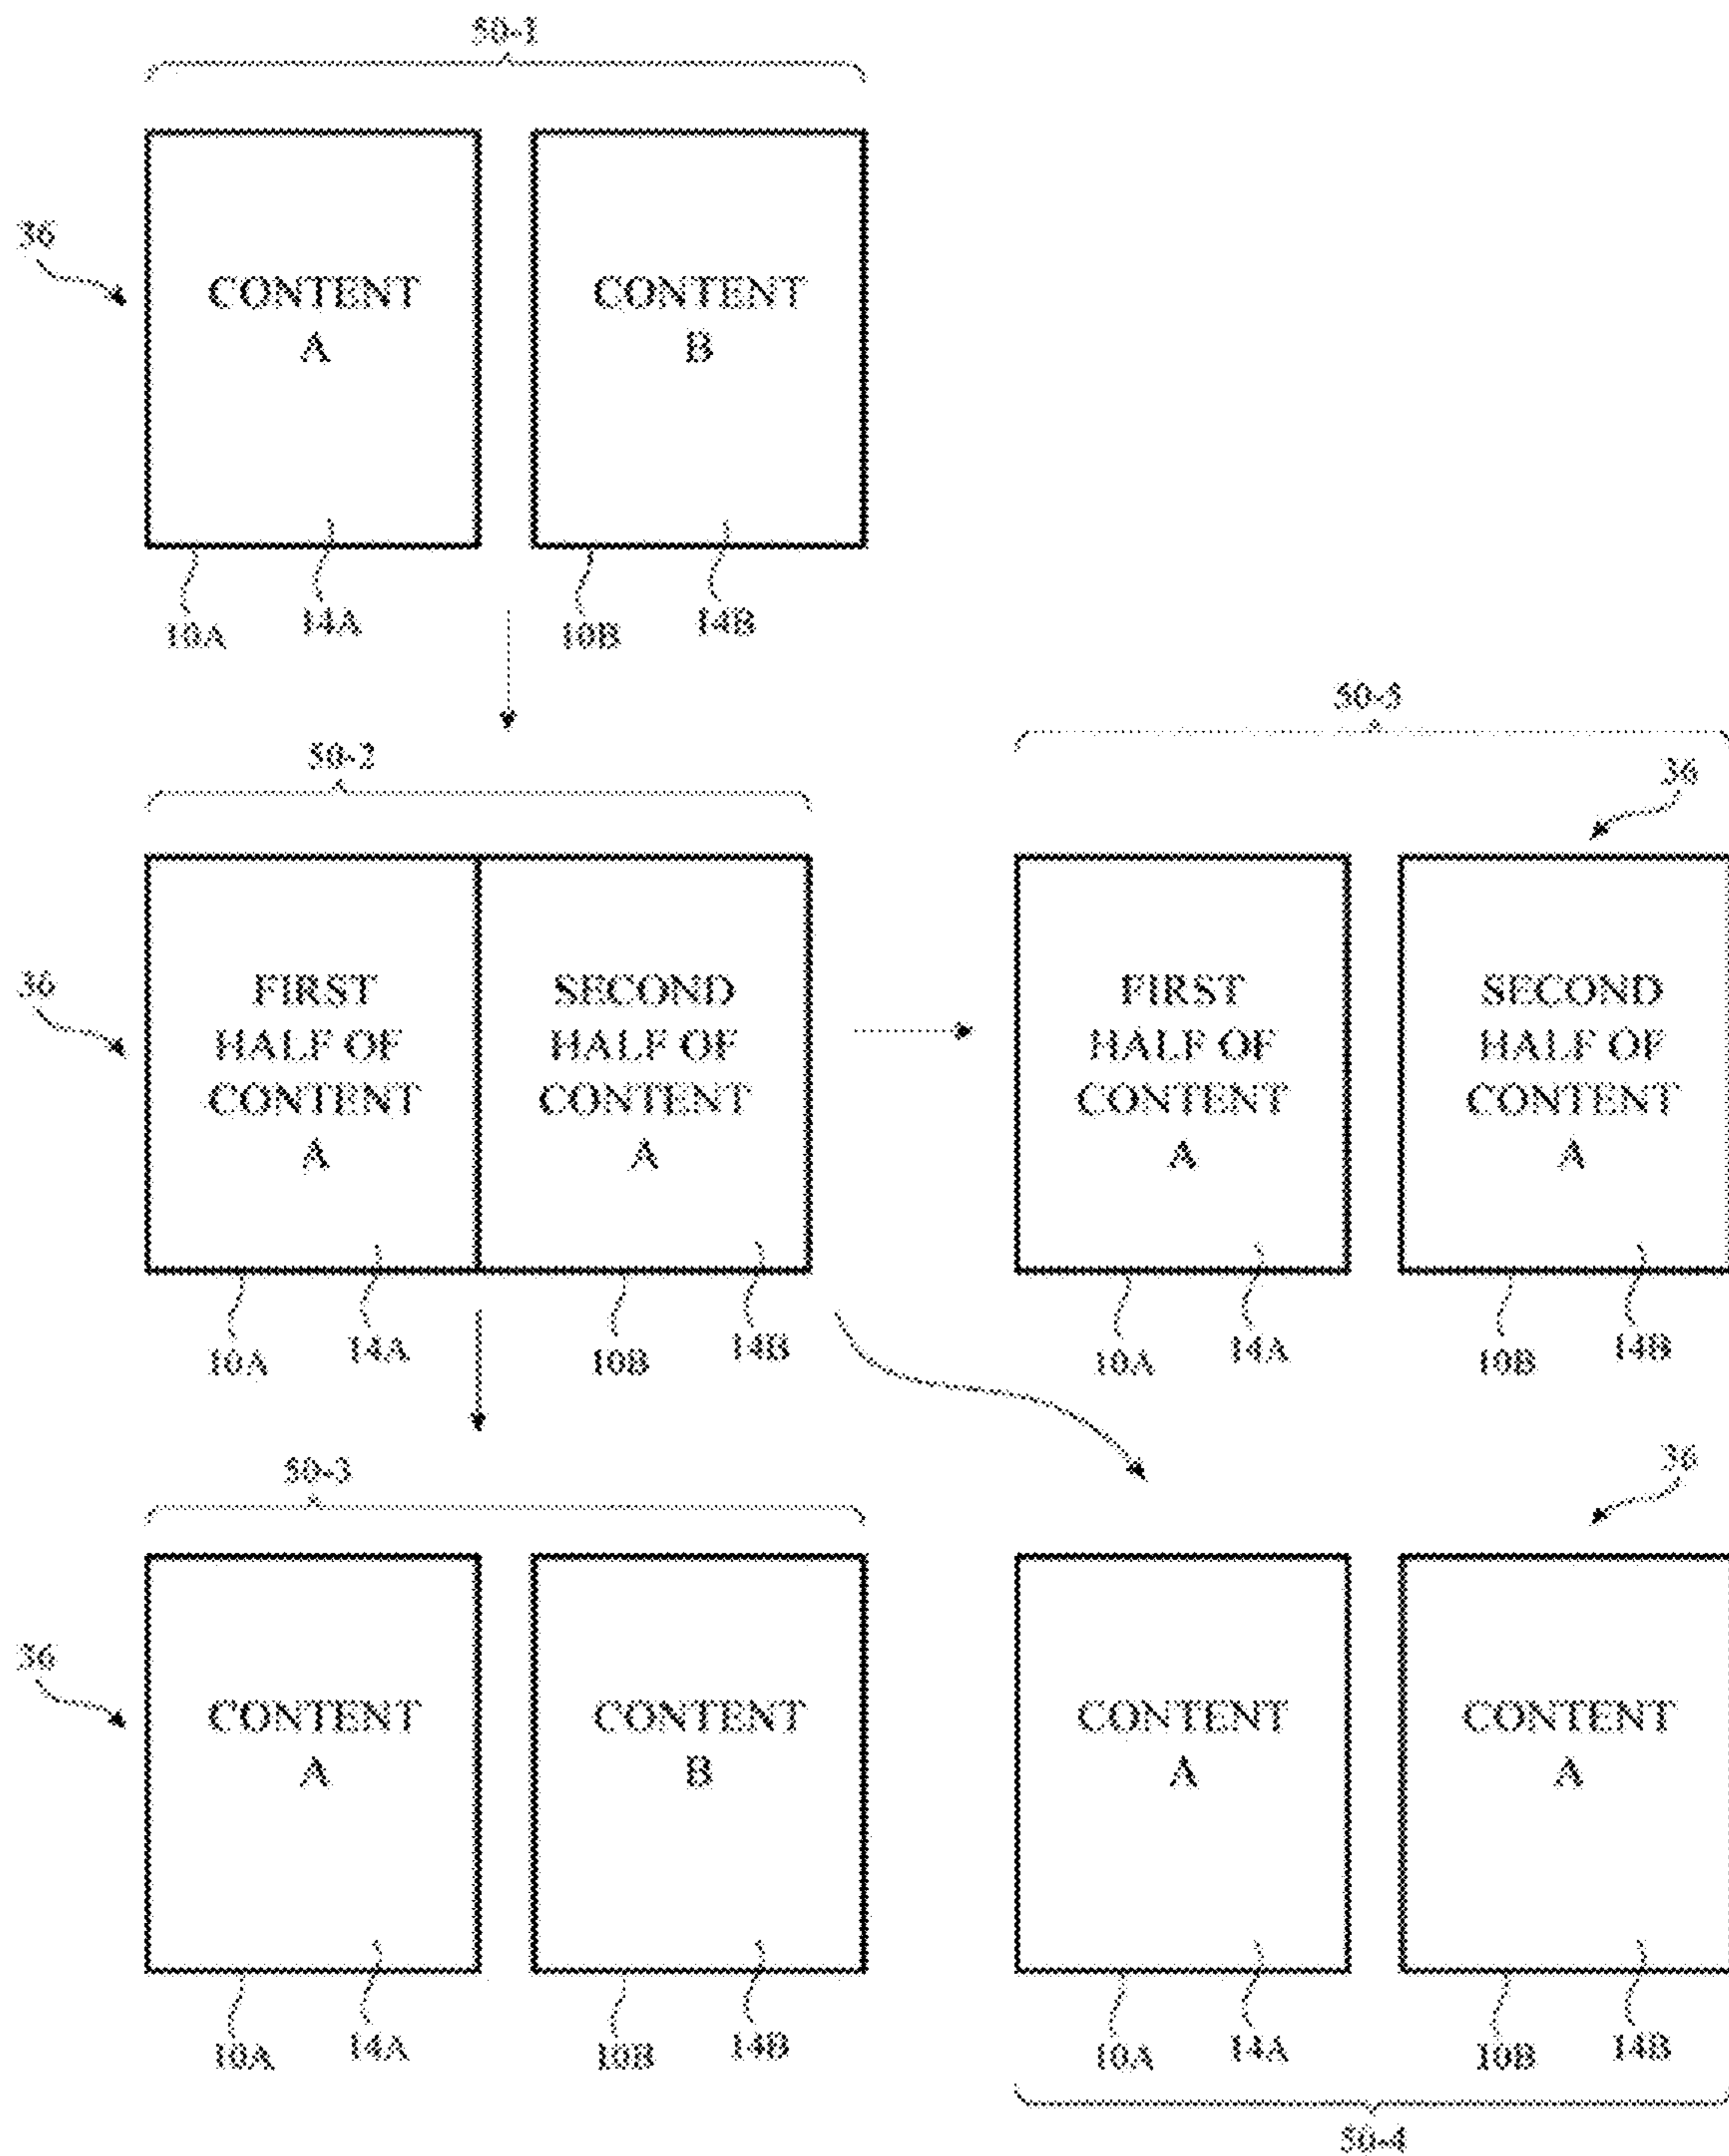 50-1
36
CONTENT
A
CONTENT
B
10A
14A
10B
14B
50-2
36
FIRST
HALF OF
CONTENT
A
SECOND
HALF OF
CONTENT
A
10A
14A
10B
14B
50-5
36
FIRST
HALF OF
CONTENT
A
SECOND
HALF OF
CONTENT
A
10A
14A
10B
14B
50-3
36
CONTENT
A
CONTENT
B
10A
14A
10B
14B
36
CONTENT
A
CONTENT
A
10A
14A
10B
14B
50-4